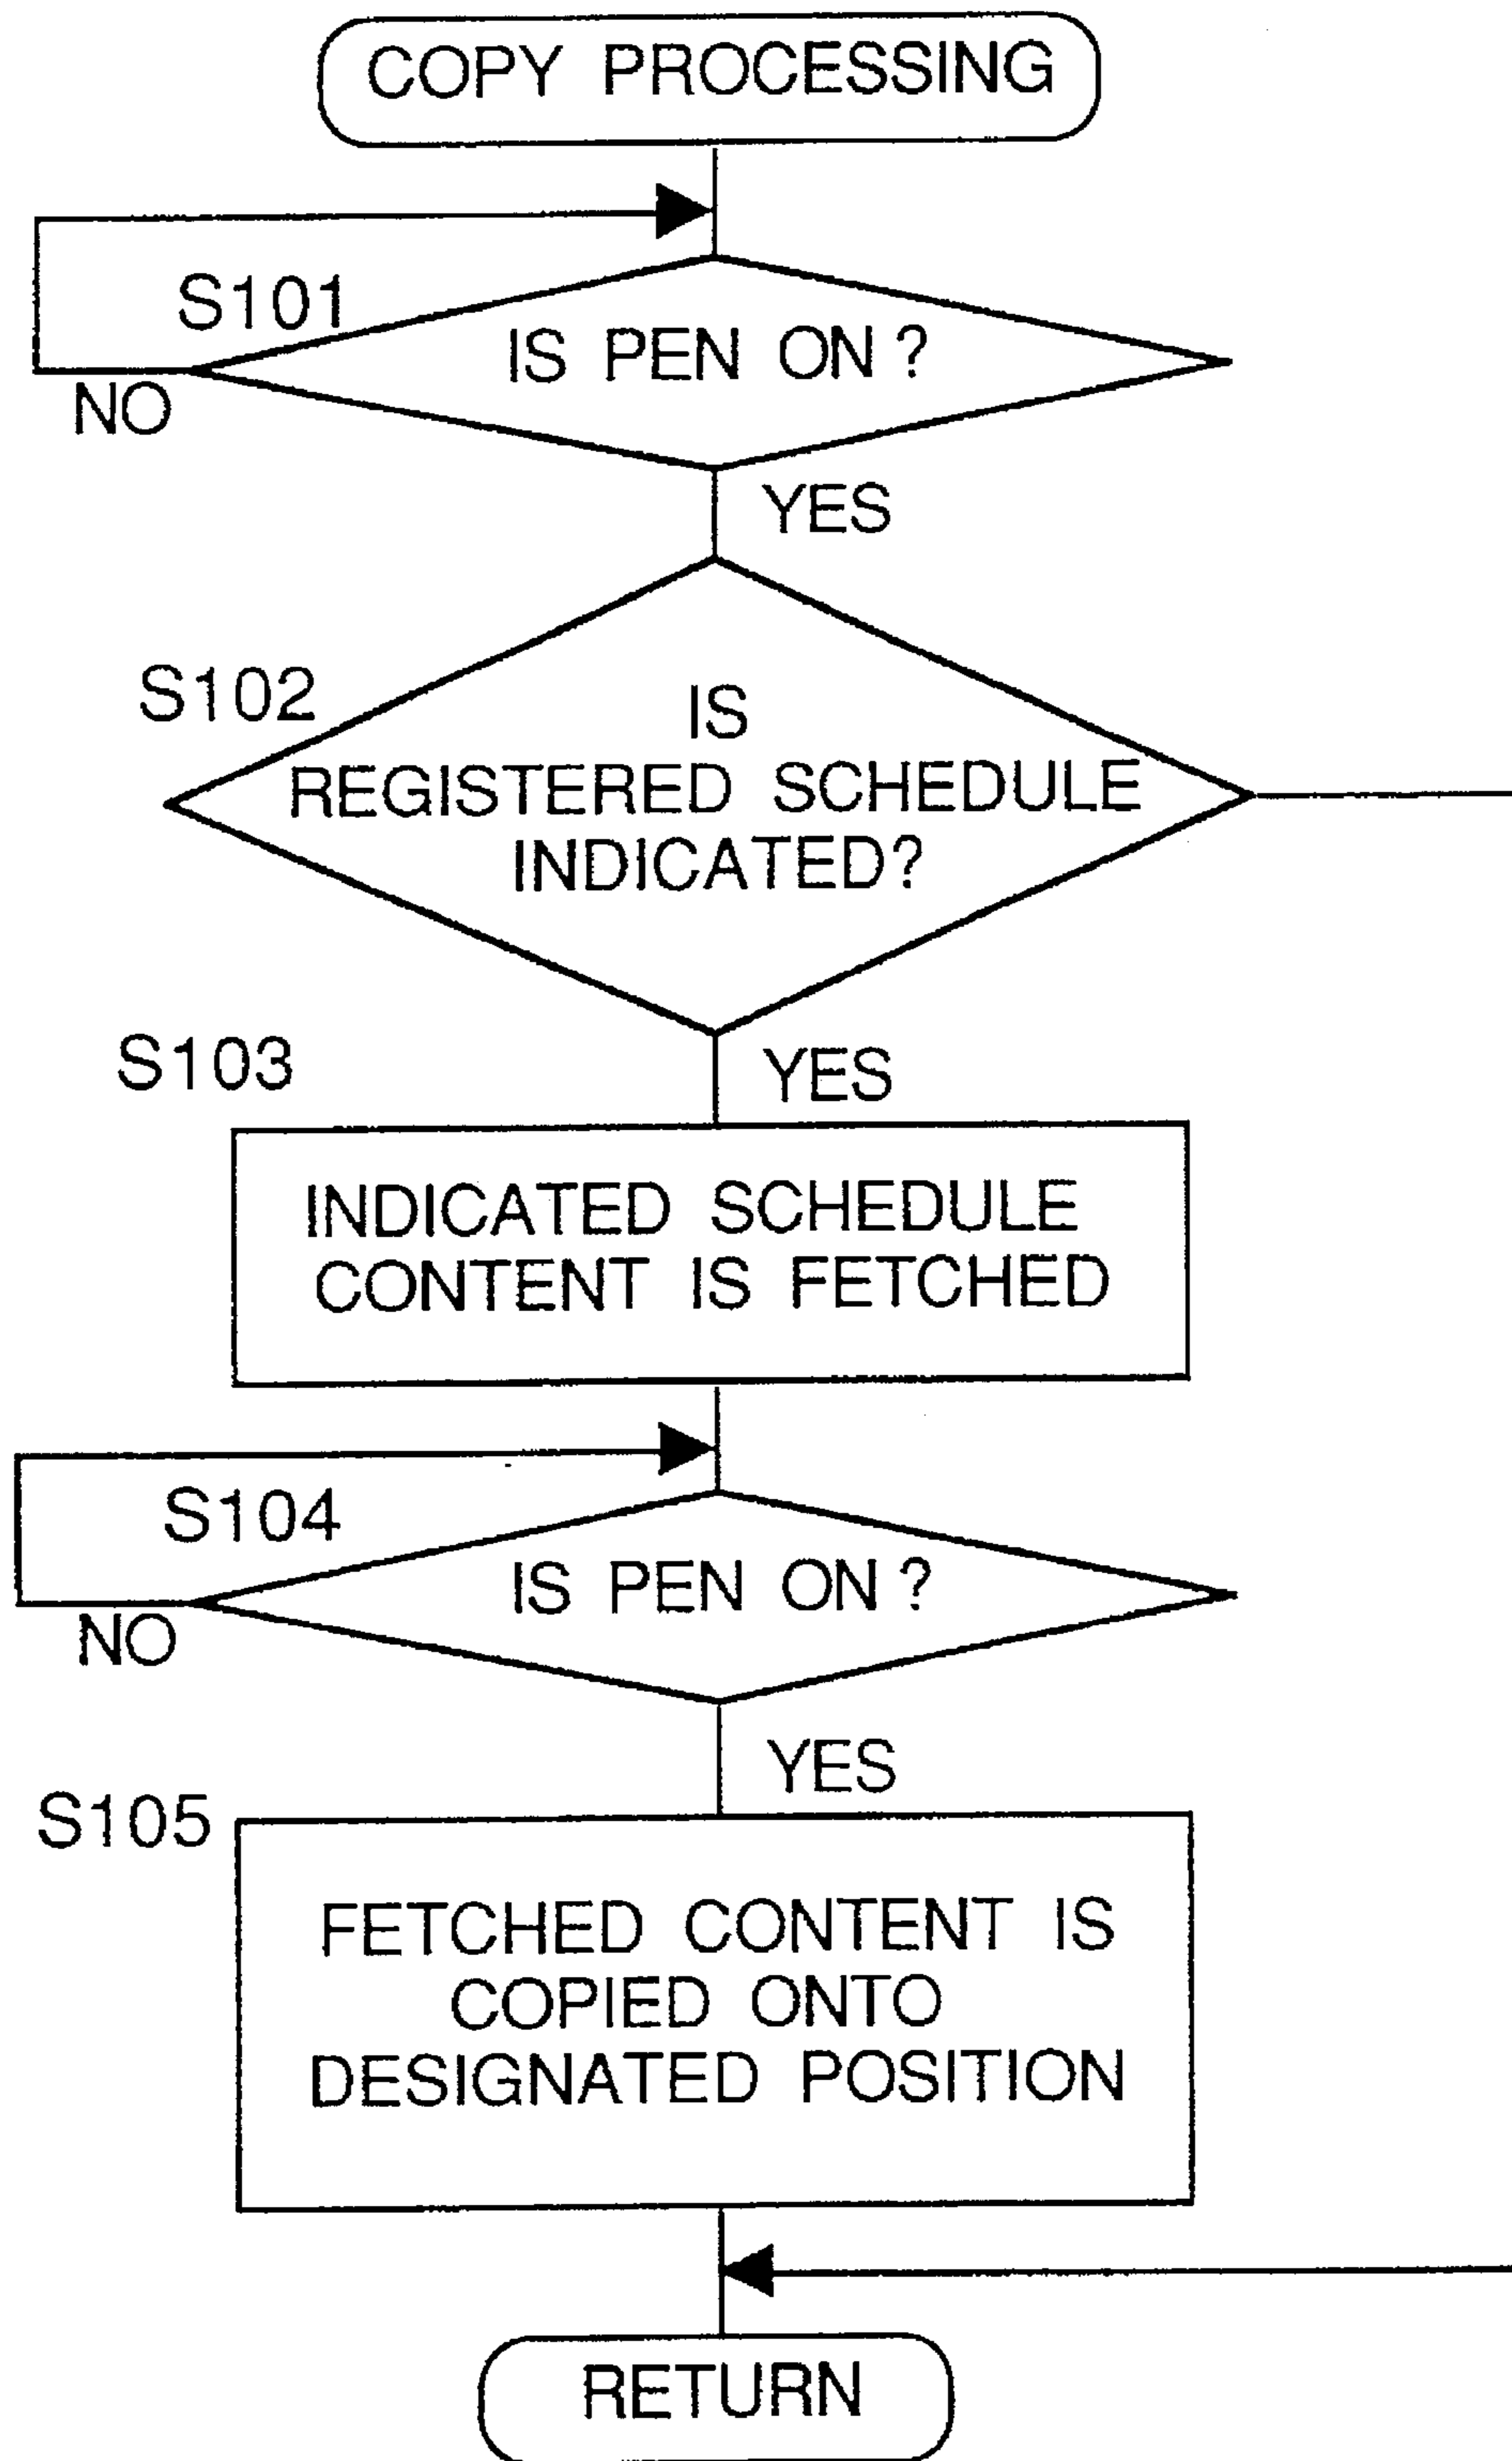 COPY PROCESSING
S101
IS PEN ON ?
NO
YES
S102
IS
REGISTERED SCHEDULE
INDICATED?
S103
YES
INDICATED SCHEDULE
CONTENT IS FETCHED
S104
IS PEN ON ?
NO
YES
S105
FETCHED CONTENT IS
COPIED ONTO
DESIGNATED POSITION
RETURN